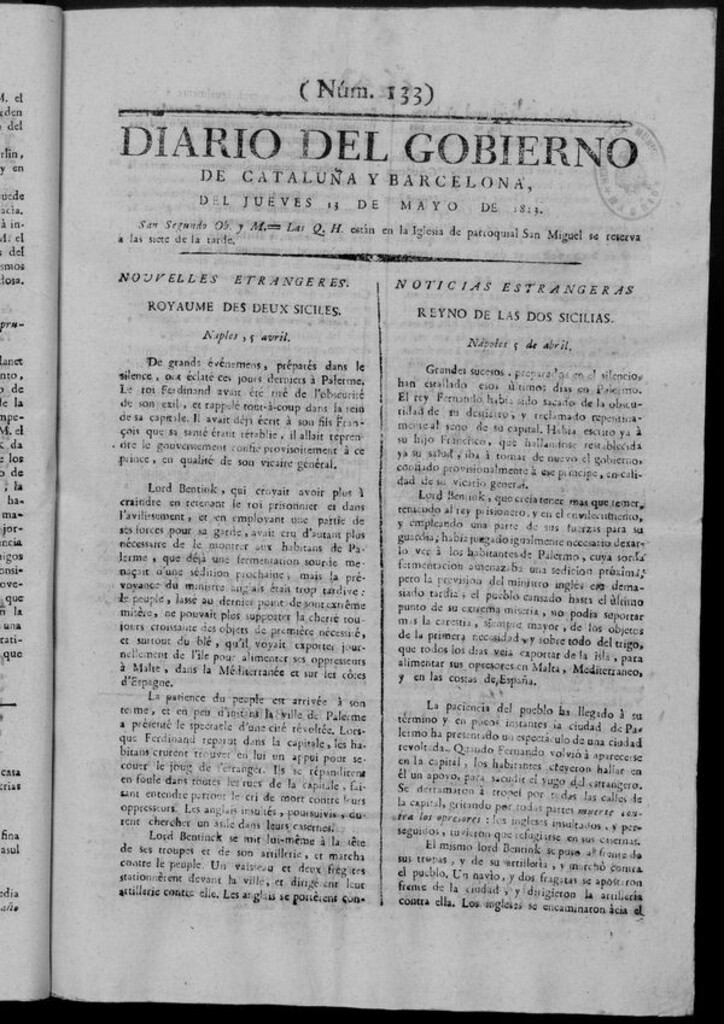 ( Núm. 133)
DIARIO DEL GOBIERNO
DE CATALUÑA Y BARCELONA,
DEL JUEVES 13 DE MAYO DE 1813.
San Segundo Ob. y M.= Las Q. H. están en la Iglesia de parroquial San Miguel se reserva
a las siete de la tarde.
NOUVELLES ETRANGERES.
ROYAUME DES DEUX SICILES.
Naples, 5 avril.
De grands événemens, préparés dans le
silence, ont éclaté ces jours derniers à Palerme.
Le roi Ferdinand avait été tiré de l'obscurité
de son exil, et rappelé tout-à-coup dans le sein
de sa capitale. Il avait déjà écrit à son fils Fran-
çois que sa santé étant rétablie, il allait repren-
dre le gouvernement confié provisoirement à ce
prince, en qualité de son vicaire général.
Lord Bentink, qui croyait avoir plus à
craindre en retenant le roi prisonnier et dans
l'avilissement, et en employant une partie de
ses forces pour sa garde, avait cru d'autant plus
nécessaire de le montrer aux habitans de Pa-
lerme, que déjà une fermentation sourde me-
naçait d'une sédition prochaine; mais la pré-
voyance du ministre anglais était trop tardive:
le peuple, lassé au dernier point de sont extrême
misère, ne pouvait plus supporter la cherté tou-
jours croissante des objets de première nécessité,
et surtout du blé, qu'il voyait exporter jour-
nellement de l'île pour alimenter ses oppresseurs
à Malte, dans la Méditerranée et sur les côtes
d'Espagne.
La patience du peuple est arrivée à son
terme, et en peu d'instans la ville de Palerme
a présenté le spectacle d'une cité révoltée. Lors-
que Ferdinand reparut dans la capitale, les ha-
bitans crurent trouver en lui un appui pour se-
couer le joug de l'étranger. Ils se répandirent
en foule dans toutes les rues de la capitale, fai-
sant entendre partout le cri de mort contre leurs
oppresseurs. Les anglais insultés, poursuivis, du-
rent chercher un asile dans leurs casernes.
Lord Bentinck se mit lui-même à la tête
de ses troupes et de son artillerie, et marcha
contre le peuple. Un vaisseau et deux frégates
stationnèrent devant la ville, et dirigèrent leur
artillerie contre elle. Les anglais se portèrent con-
NOTICIAS ESTRANGERAS
REYNO DE LAS DOS SICILIAS.
Nápoles 5 de abril.
Grandes sucesos, preparados en el silencio,
han estallado esos últimos dias en Palermo.
El rey Fernando habia sido sacado de la obscu-
ridad de su destierro, y reclamado repentina-
mente al seno de su capital. Habia escrito ya á
su hijo Francisco, que hallandose restablecida
ya su salud, iba á tomar de nuevo el gobierno
confiado provisionalmente á ese principe, en cali-
dad de su vicario general.
Lord Bentink, que creia tener mas que temer,
teniendo al rey prisionero, y en el envilecimiento,
y empleando una parte de sus fuerzas para su
guardia, habia juzgado igualmente necesario dexar-
lo ver á los habitantes de Palermo, cuya sorda
fermentacion amenazaba una sedicion próxima;
pero la prevision del ministro ingles era dema-
siado tardia; el pueblo cansado hasta el último
punto de su extrema miseria, no podia soportar
mas la carestia, siempre mayor, de los objetos
de la primera necesidad, y sobre todo del trigo,
que todos los dias veia exportar de la isla, para
alimentar sus opresores en Malta, Mediterraneo,
y en las costas de España.
La paciencia del pueblo ha llegado á su
término y en pocos instantes la ciudad de Pa-
lermo ha presentado un espectáculo de una ciudad
revoltada. Quando Fernando volvió á aparecerse
en la capital, los habitantes creyeron hallar en
él un apoyo, para sacudir el yugo del estrangero.
Se derramaron á tropel por todas las calles de
la capital, gritando por todas partes muerte con-
tra los opresores: los ingleses insultados, y per-
seguidos, tuvieron que refugiarse en sus casernas.
El mismo lord Bentink se puso al frente de
sus tropas, y de su artilleria, y marchó contra
el pueblo. Un navio, y dos fragatas se apostaron
frente de la ciudad, y dirigieron la artilleria
contra ella. Los ingleses se encaminaron ácia el